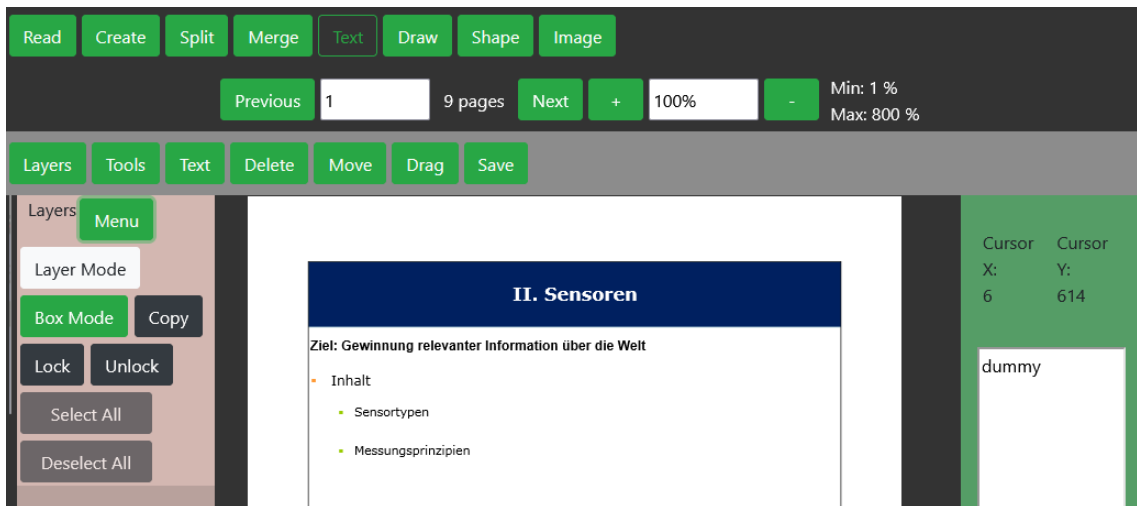 Read Create Split Merge Text Draw Shape Image
Previous 1 9 pages Next + 100% - Min: 1 %
Max: 800 %
Layers Tools Text Delete Move Drag Save
Layers Menu
Layer Mode
Box Mode Copy
Lock Unlock
Select All
Deselect All
II. Sensoren
Ziel: Gewinnung relevanter Information über die Welt
Inhalt
Sensortypen
Messungsprinzipien
Cursor X: 6
Cursor Y: 614
dummy